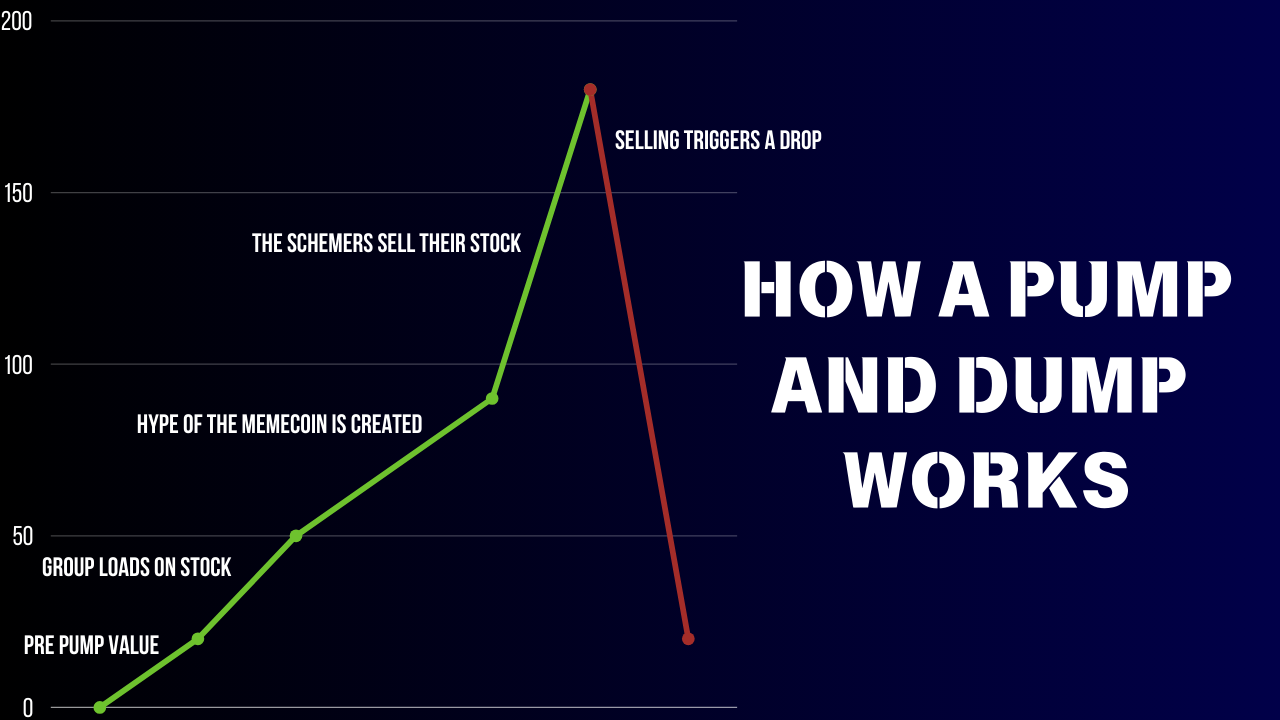 200
SELLING TRIGGERS A DROP
150
THE SCHEMERS SELL THEIR STOCK
HOW A PUMP
AND DUMP
WORKS
100
HYPE OF THE MEMECOIN IS CREATED
50
GROUP LOADS ON STOCK
PRE PUMP VALUE
0